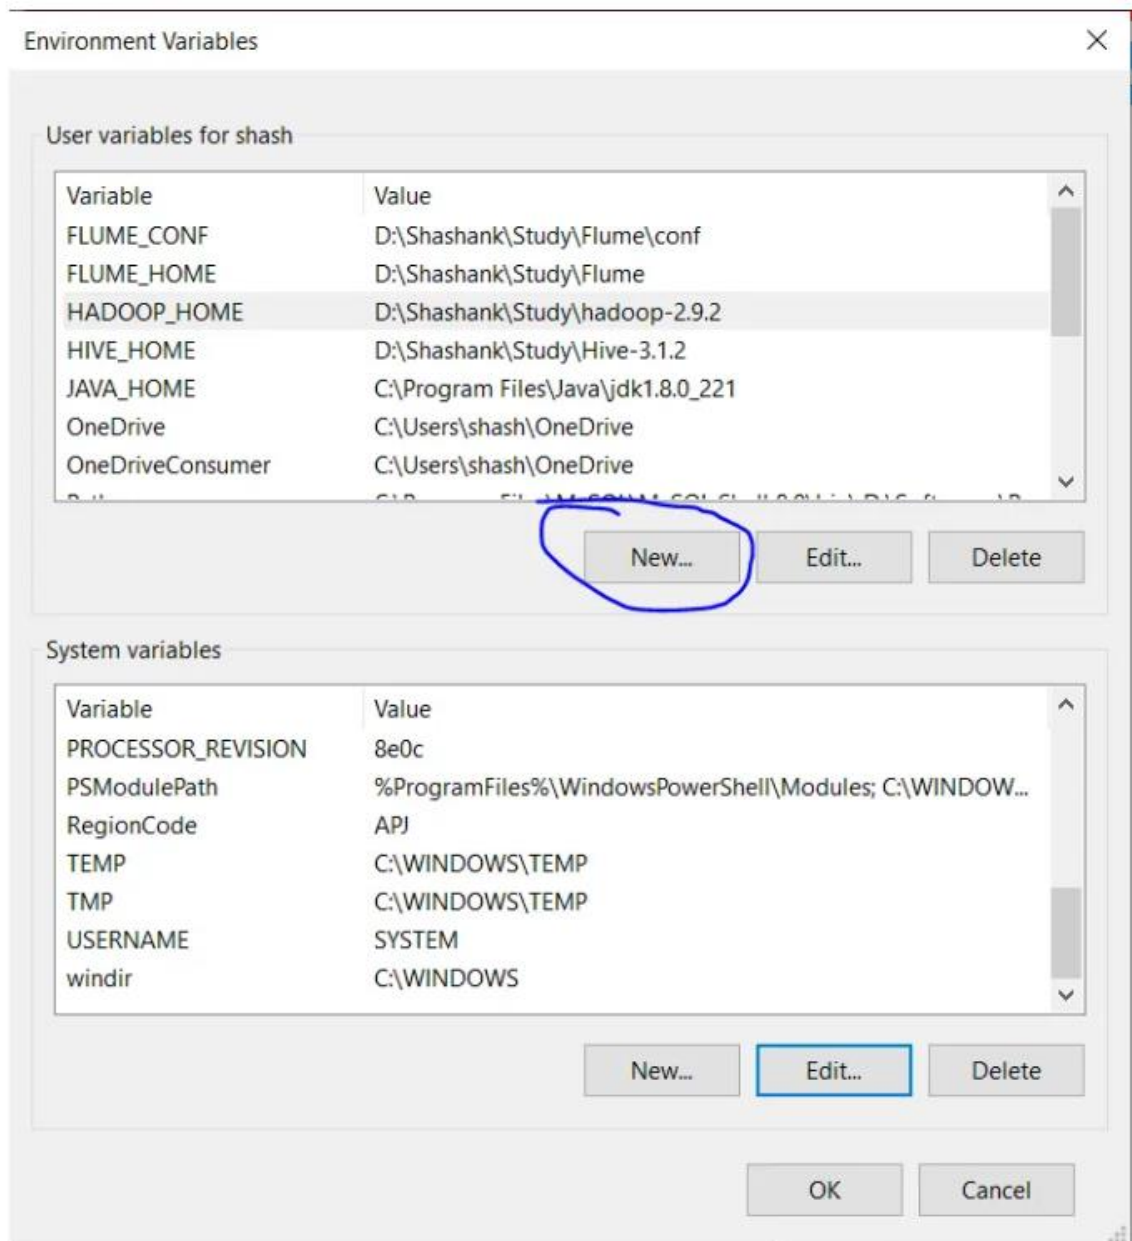 Environment Variables
User variables for shash
Variable Value
FLUME_CONF D:\Shashank\Study\Flume\conf
FLUME_HOME D:\Shashank\Study\Flume
HADOOP_HOME D:\Shashank\Study\hadoop-2.9.2
HIVE_HOME D:\Shashank\Study\Hive-3.1.2
JAVA_HOME C:\Program Files\Java\jdk1.8.0_221
OneDrive C:\Users\shash\OneDrive
OneDriveConsumer C:\Users\shash\OneDrive
New... Edit... Delete
System variables
Variable Value
PROCESSOR_REVISION 8e0c
PSModulePath %ProgramFiles%\WindowsPowerShell\Modules; C:\WINDOW...
RegionCode APJ
TEMP C:\WINDOWS\TEMP
TMP C:\WINDOWS\TEMP
USERNAME SYSTEM
windir C:\WINDOWS
New... Edit... Delete
OK Cancel